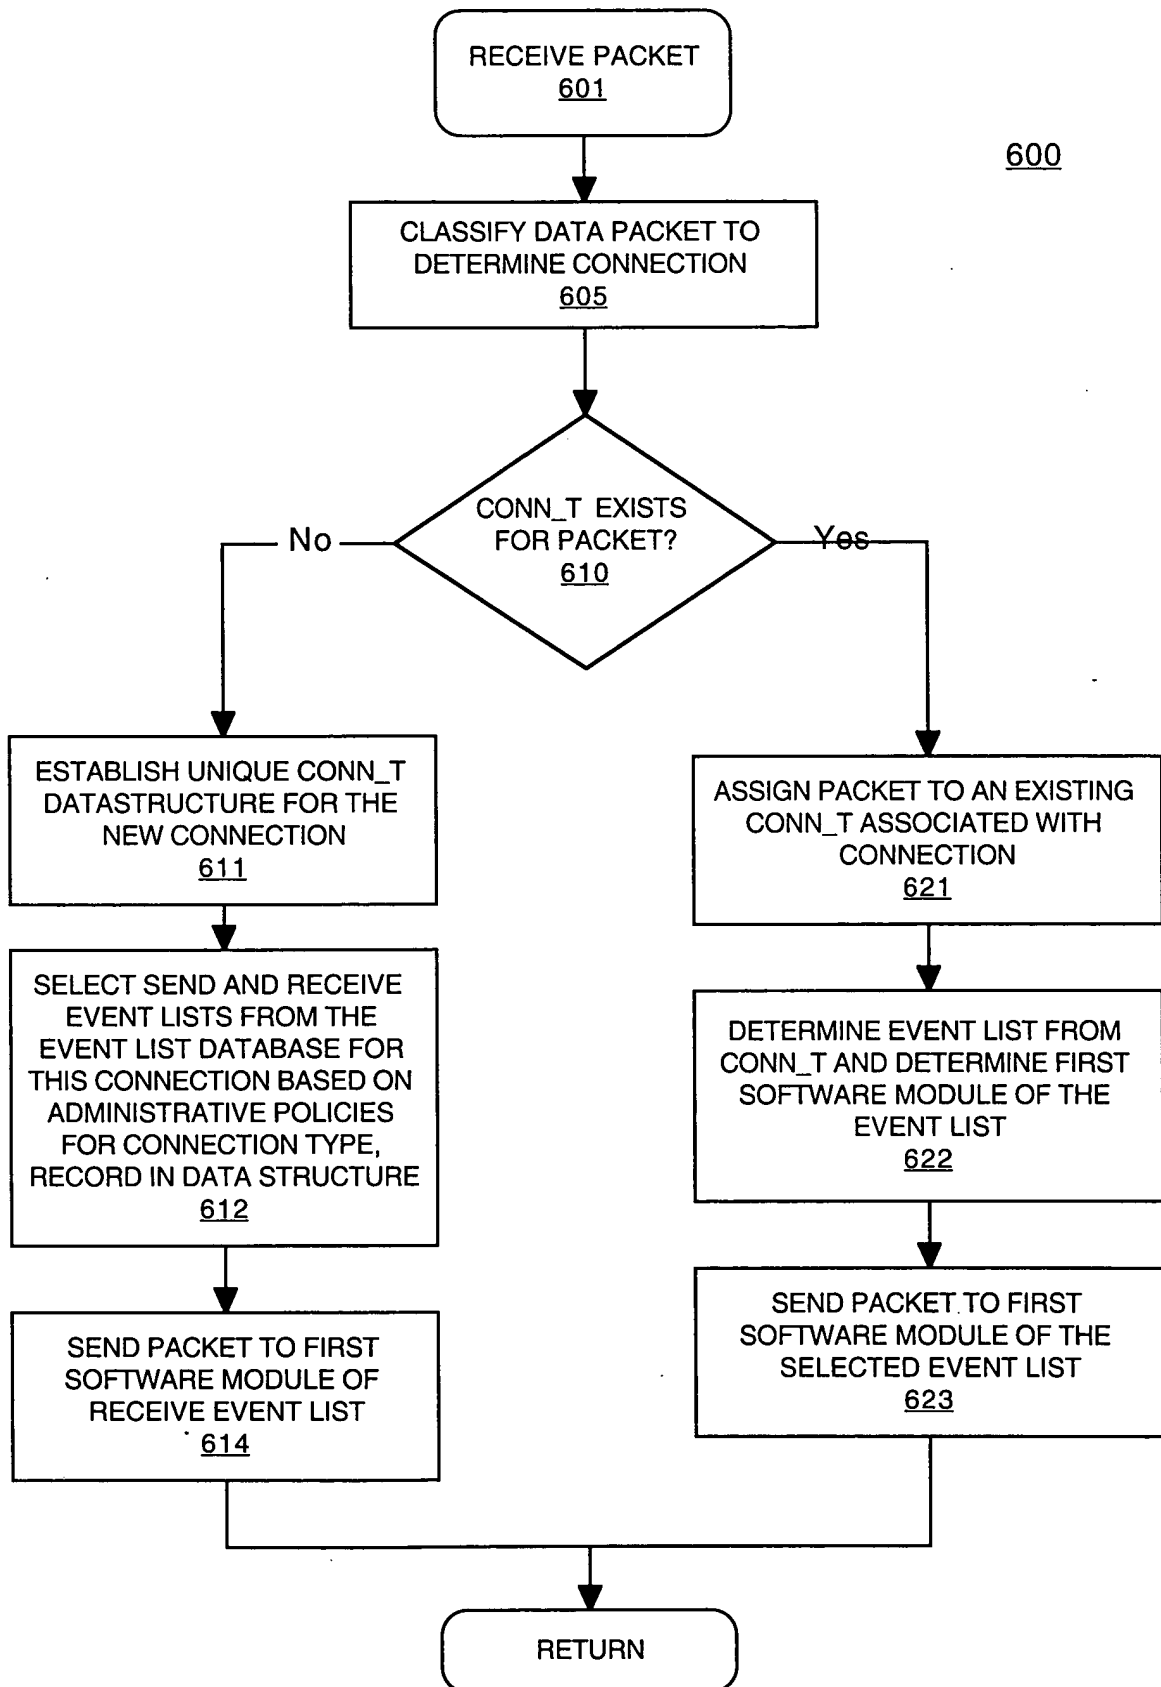 RECEIVE PACKET
601
600
CLASSIFY DATA PACKET TO
DETERMINE CONNECTION
605
CONN_T EXISTS
FOR PACKET?
610
No
Yes
ESTABLISH UNIQUE CONN_T
DATASTRUCTURE FOR THE
NEW CONNECTION
611
SELECT SEND AND RECEIVE
EVENT LISTS FROM THE
EVENT LIST DATABASE FOR
THIS CONNECTION BASED ON
ADMINISTRATIVE POLICIES
FOR CONNECTION TYPE,
RECORD IN DATA STRUCTURE
612
SEND PACKET TO FIRST
SOFTWARE MODULE OF
RECEIVE EVENT LIST
614
ASSIGN PACKET TO AN EXISTING
CONN_T ASSOCIATED WITH
CONNECTION
621
DETERMINE EVENT LIST FROM
CONN_T AND DETERMINE FIRST
SOFTWARE MODULE OF THE
EVENT LIST
622
SEND PACKET TO FIRST
SOFTWARE MODULE OF THE
SELECTED EVENT LIST
623
RETURN